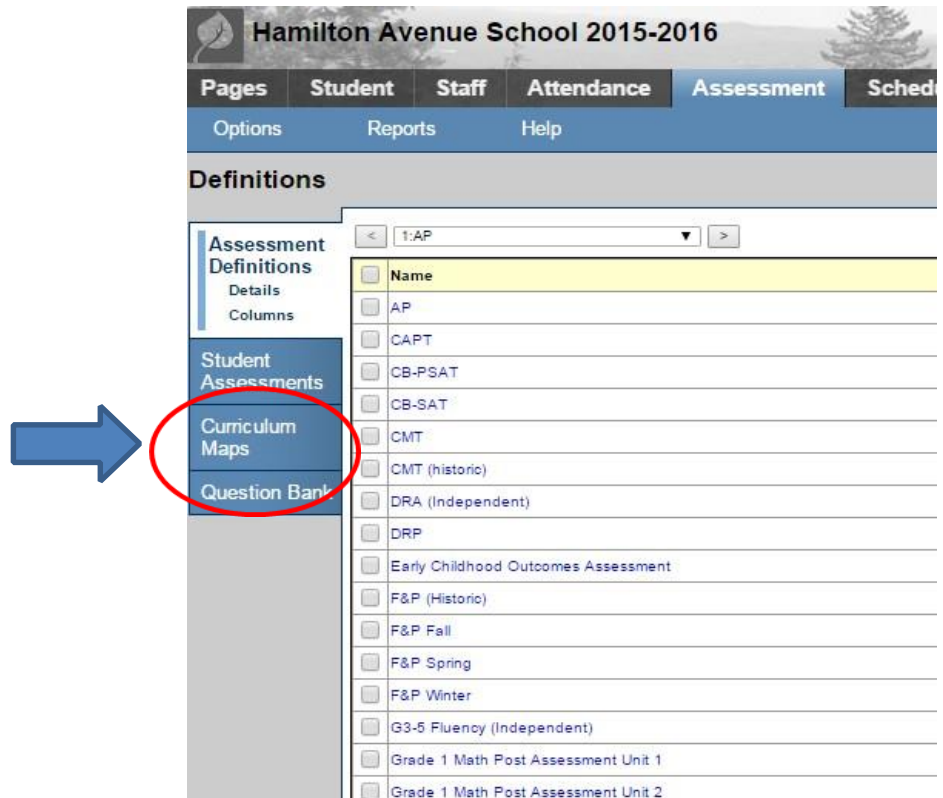 Hamilton Avenue School 2015-2016
Pages Student Staff Attendance Assessment Schedu
Options Reports Help
Definitions
Assessment
Definitions
Details
Columns
Student
Assessments
Curriculum
Maps
Question Bank
< 1:AP ▼ >
Name
AP
CAPT
CB-PSAT
CB-SAT
CMT
CMT (historic)
DRA (Independent)
DRP
Early Childhood Outcomes Assessment
F&P (Historic)
F&P Fall
F&P Spring
F&P Winter
G3-5 Fluency (Independent)
Grade 1 Math Post Assessment Unit 1
Grade 1 Math Post Assessment Unit 2